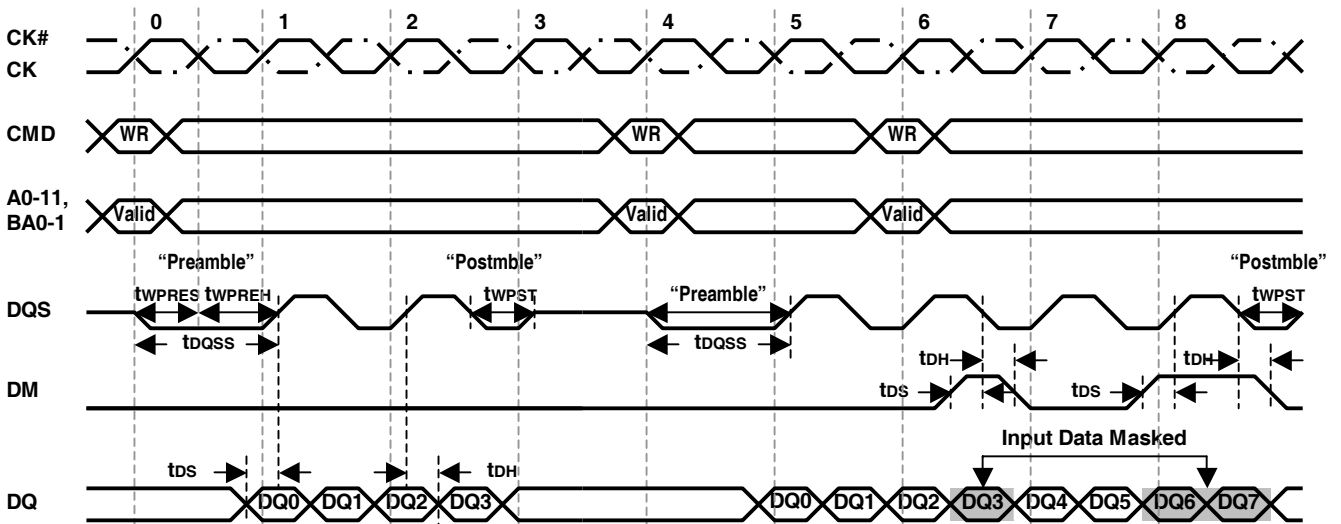 0 1 2 3 4 5 6 7 8
CK#
CK
CMD WR WR WR
A0-11,
BA0-1 Valid Valid Valid
“Preamble” “Postmble” “Postmble”
tWPRES tWPREH tWPST “Preamble” tWPST
DQS
tDQSS tDQSS
tDH tDH
DM tDS tDS
Input Data Masked
tDS tDH
DQ DQ0 DQ1 DQ2 DQ3 DQ0 DQ1 DQ2 DQ3 DQ4 DQ5 DQ6 DQ7